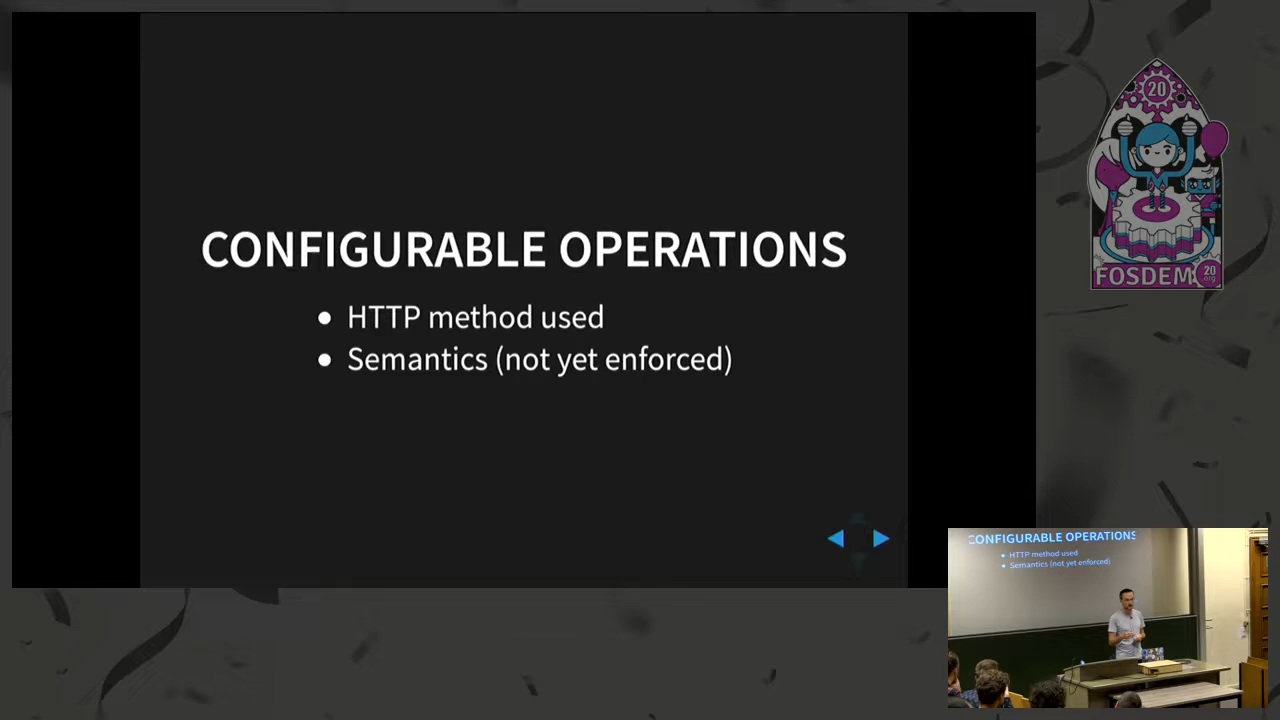 CONFIGURABLE OPERATIONS
HTTP method used
Semantics (not yet enforced)
20
FOSDEM
20
.org
CONFIGURABLE OPERATIONS
HTTP method used
Semantics (not yet enforced)